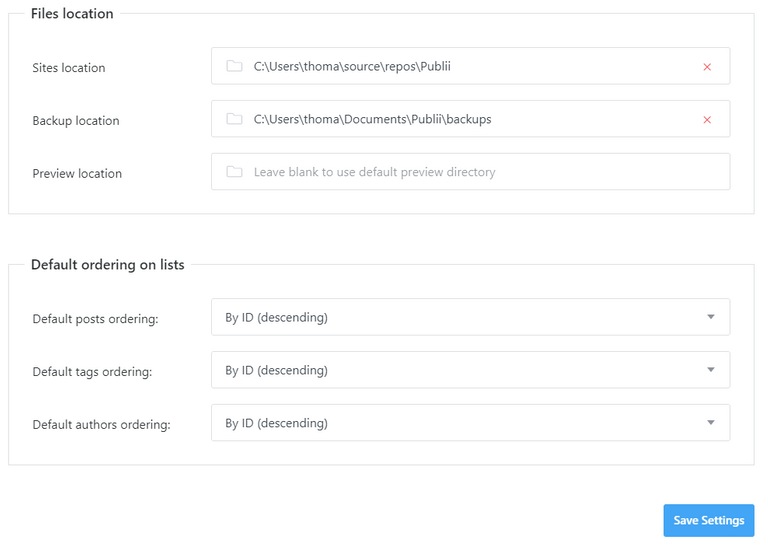 Files location
Sites location
C:\Users\thoma\source\repos\Publii
Backup location
C:\Users\thoma\Documents\Publii\backups
Preview location
Leave blank to use default preview directory
Default ordering on lists
Default posts ordering:
By ID (descending)
Default tags ordering:
By ID (descending)
Default authors ordering:
By ID (descending)
Save Settings